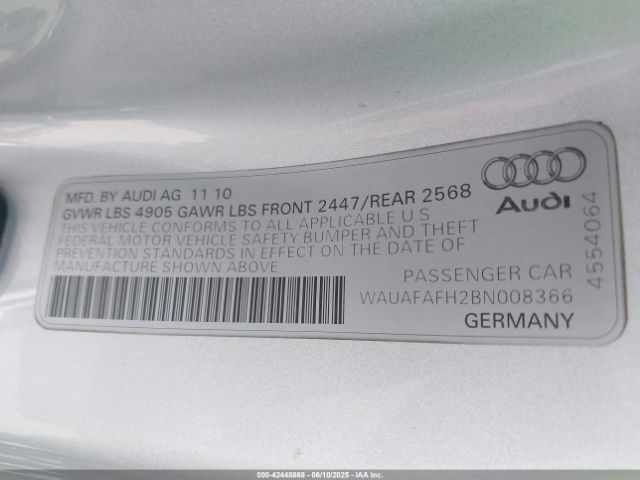 MFD. BY AUDI AG 11 10
GVWR LBS 4905 GAWR LBS FRONT 2447/REAR 2568
THIS VEHICLE CONFORMS TO ALL APPLICABLE U S
FEDERAL MOTOR VEHICLE SAFETY BUMPER AND THEFT
PREVENTION STANDARDS IN EFFECT ON THE DATE OF
MANUFACTURE SHOWN ABOVE
Audi
4554064
PASSENGER CAR
WAUAFAFH2BN008366
GERMANY
000-42448868 - 06/10/2025 - IAA Inc.